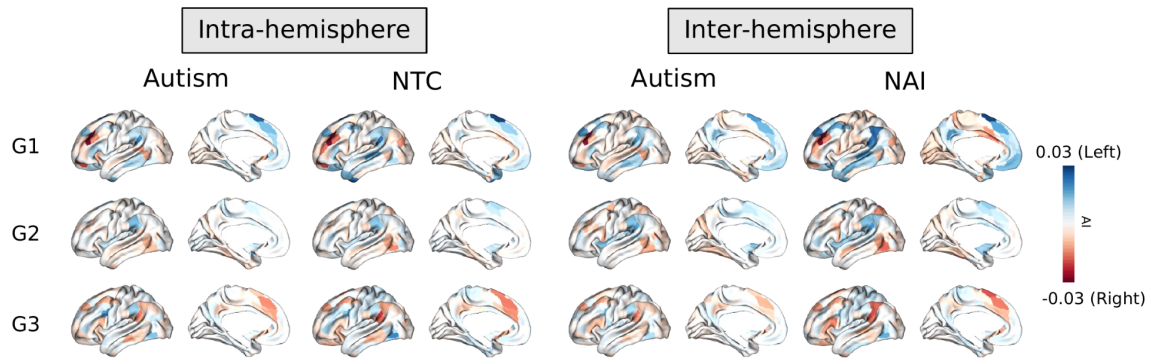 Intra-hemisphere Inter-hemisphere
Autism NTC Autism NAI
G1
0.03 (Left)
G2
AI
-0.03 (Right)
G3